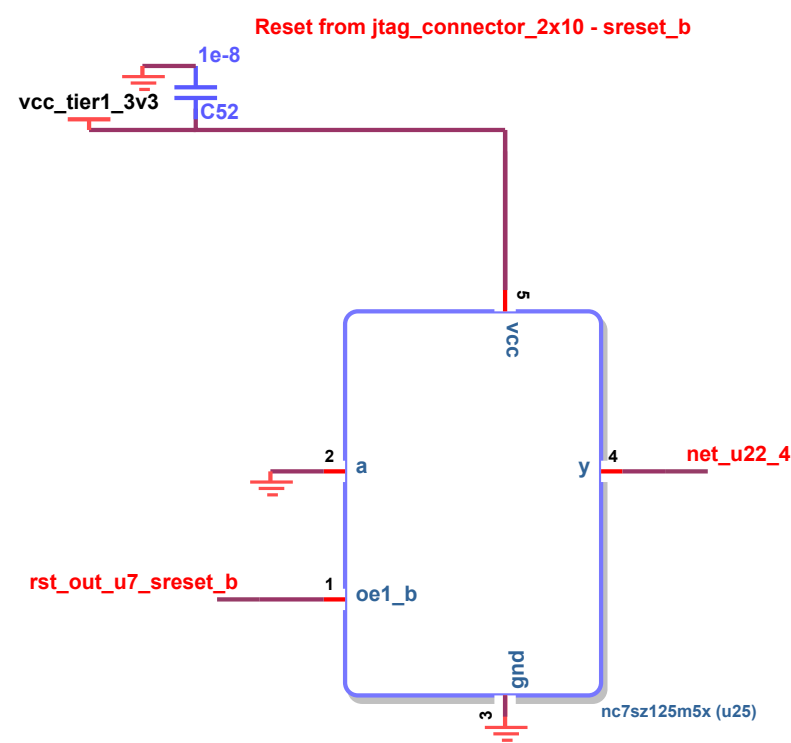 Reset from jtag_connector_2x10 - sreset_b
1e-8
vcc_tier1_3v3
C52
5
vcc
2
a
y
4
net_u22_4
rst_out_u7_sreset_b
1
oe1_b
gnd
3
nc7sz125m5x (u25)